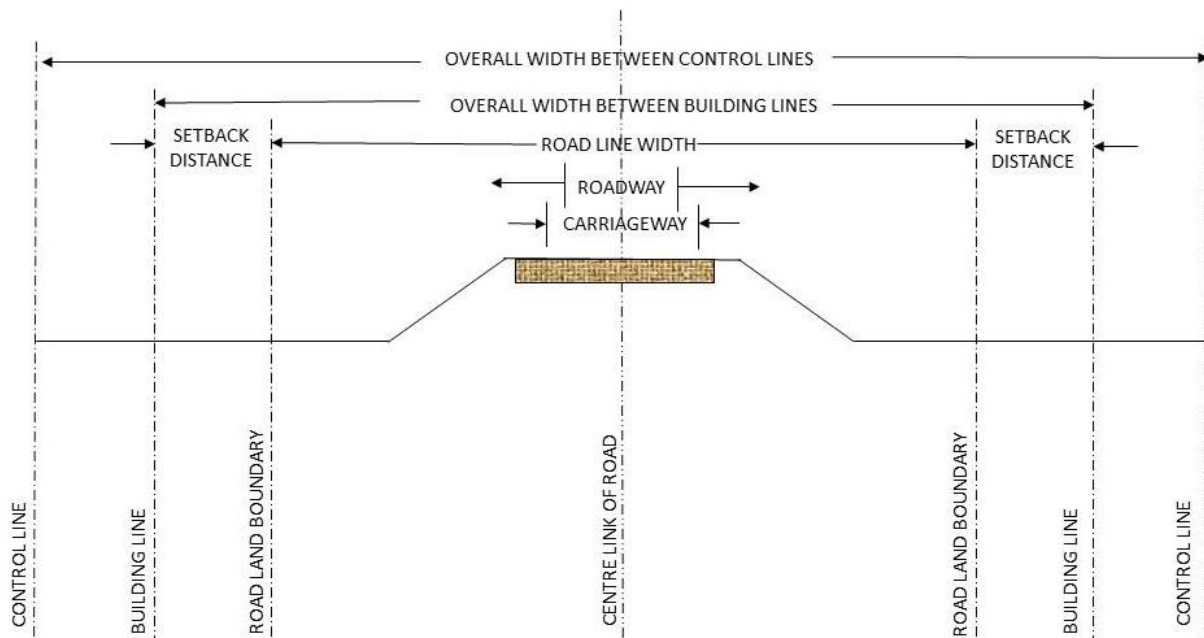 OVERALL WIDTH BETWEEN CONTROL LINES
OVERALL WIDTH BETWEEN BUILDING LINES
SETBACK
DISTANCE
ROAD LINE WIDTH
SETBACK
DISTANCE
ROADWAY
CARRIAGEWAY
CONTROL LINE
BUILDING LINE
ROAD LAND BOUNDARY
CENTRE LINK OF ROAD
ROAD LAND BOUNDARY
BUILDING LINE
CONTROL LINE